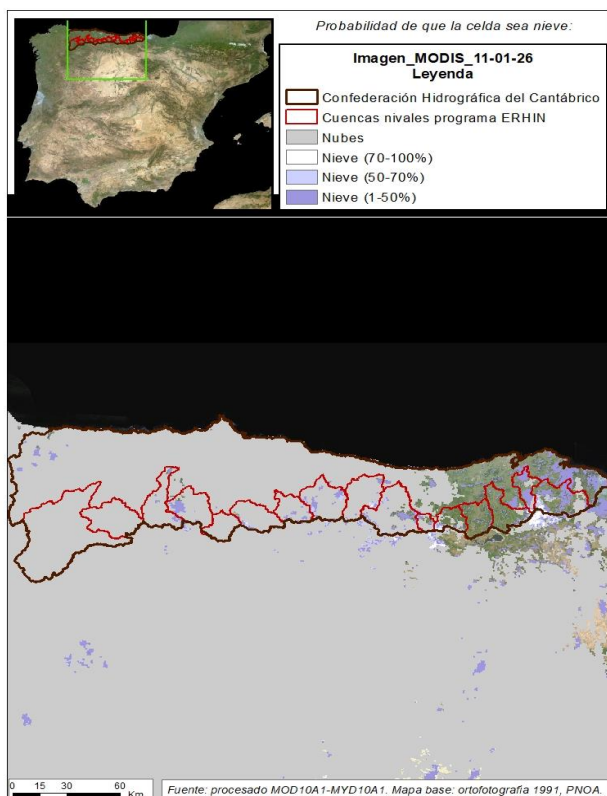 Probabilidad de que la celda sea nieve:
Imagen_MODIS_11-01-26
Leyenda
Confederación Hidrográfica del Cantábrico
Cuencas nivales programa ERHIN
Nubes
Nieve (70-100%)
Nieve (50-70%)
Nieve (1-50%)
0 15 30 60
Km
Fuente: procesado MOD10A1-MYD10A1. Mapa base: ortofotografía 1991, PNOA.